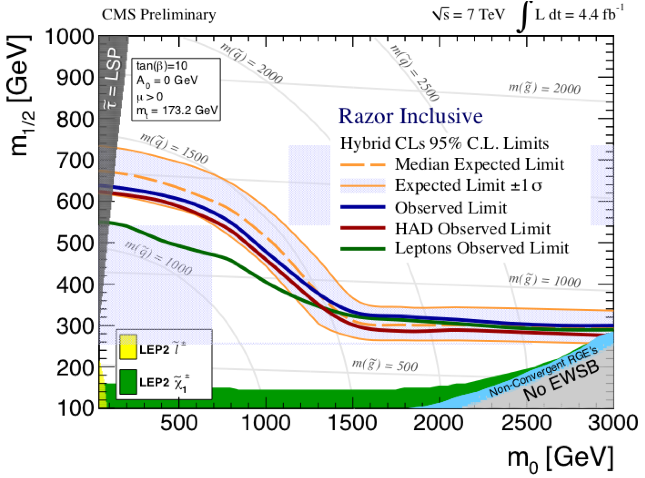 CMS Preliminary
√s = 7 TeV ∫ L dt = 4.4 fb⁻¹
m₁/₂ [GeV]
1000
900
800
700
600
500
400
300
200
100
τ̃ = LSP
tan(β)=10
A₀ = 0 GeV
μ > 0
mₜ = 173.2 GeV
m(q̃) = 2000
m(q̃) = 2500
m(g̃) = 2000
m(q̃) = 1500
m(q̃) = 1000
m(g̃) = 1000
m(g̃) = 500
Razor Inclusive
Hybrid CLs 95% C.L. Limits
Median Expected Limit
Expected Limit ±1 σ
Observed Limit
HAD Observed Limit
Leptons Observed Limit
LEP2 l̃ ±
LEP2 χ̃₁±
Non-Convergent RGE's
No EWSB
500
1000
1500
2000
2500
3000
m₀ [GeV]